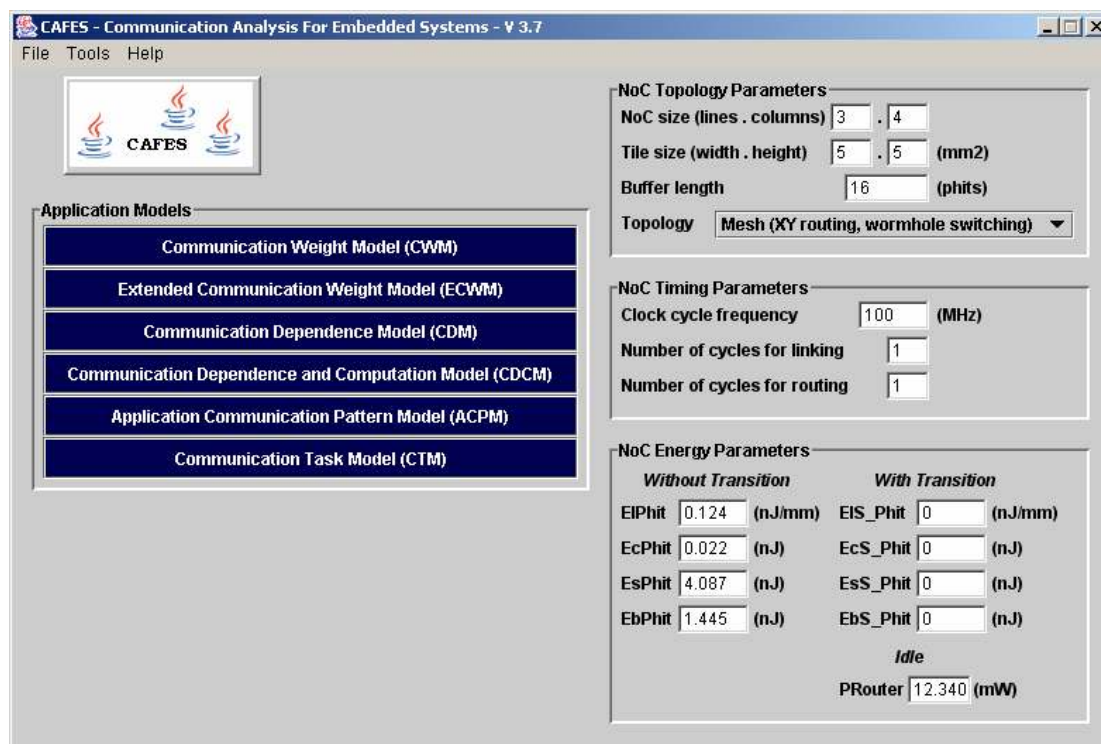 CAFES - Communication Analysis For Embedded Systems - V 3.7
File Tools Help
CAFES
Application Models
Communication Weight Model (CWM)
Extended Communication Weight Model (ECWM)
Communication Dependence Model (CDM)
Communication Dependence and Computation Model (CDCM)
Application Communication Pattern Model (ACPM)
Communication Task Model (CTM)
NoC Topology Parameters
NoC size (lines . columns) 3 . 4
Tile size (width . height) 5 . 5 (mm2)
Buffer length 16 (phits)
Topology Mesh (XY routing, wormhole switching)
NoC Timing Parameters
Clock cycle frequency 100 (MHz)
Number of cycles for linking 1
Number of cycles for routing 1
NoC Energy Parameters
Without Transition With Transition
ElPhit 0.124 (nJ/mm) ElS_Phit 0 (nJ/mm)
EcPhit 0.022 (nJ) EcS_Phit 0 (nJ)
EsPhit 4.087 (nJ) EsS_Phit 0 (nJ)
EbPhit 1.445 (nJ) EbS_Phit 0 (nJ)
Idle
PRouter 12.340 (mW)